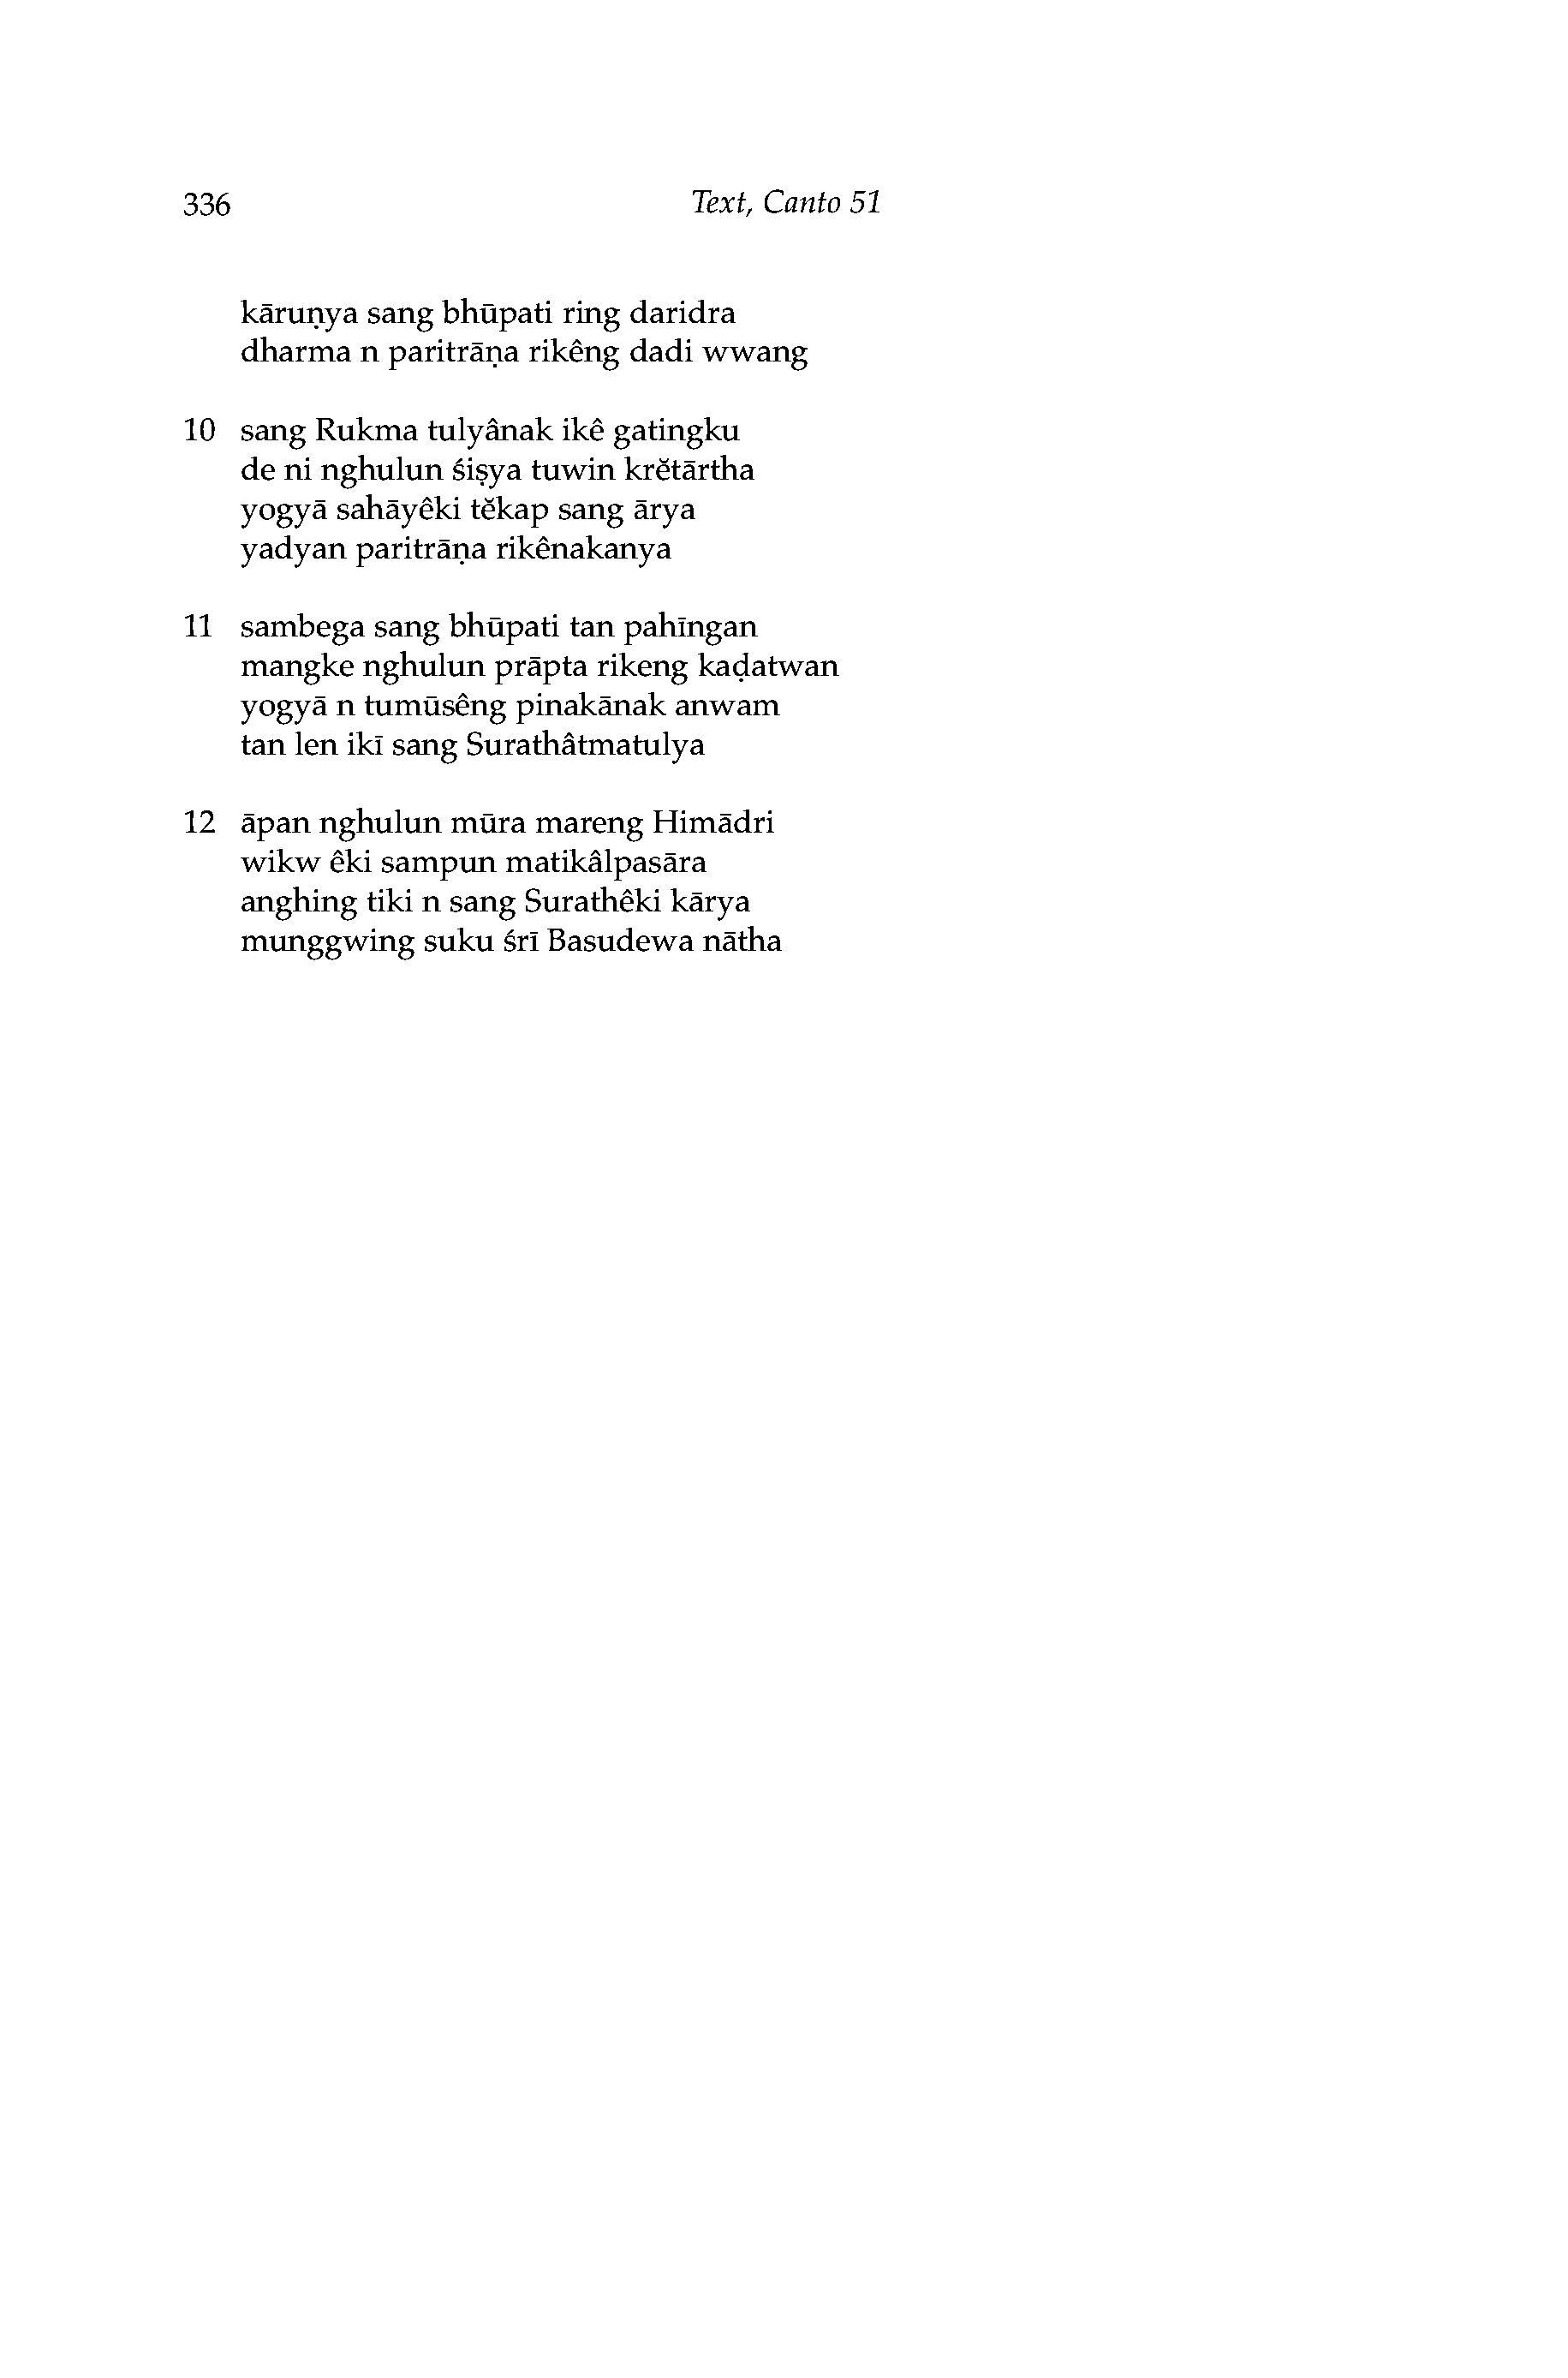 336 Text, Canto 51
kāruṇya sang bhūpati ring daridra
dharma n paritrāṇa rikêng dadi wwang
10 sang Rukma tulyânak ikê gatingku
de ni nghulun śiṣya tuwin krĕtārtha
yogyā sahāyêki tĕkap sang ārya
yadyan paritrāṇa rikênakanya
11 sambega sang bhūpati tan pahīngan
mangke nghulun prāpta rikeng kaḍatwan
yogyā n tumūsêng pinakānak anwam
tan len ikī sang Surathâtmatulya
12 āpan nghulun mūra mareng Himādri
wikw êki sampun matikâlpasāra
anghing tiki n sang Surathêki kārya
munggwing suku śrī Basudewa nātha